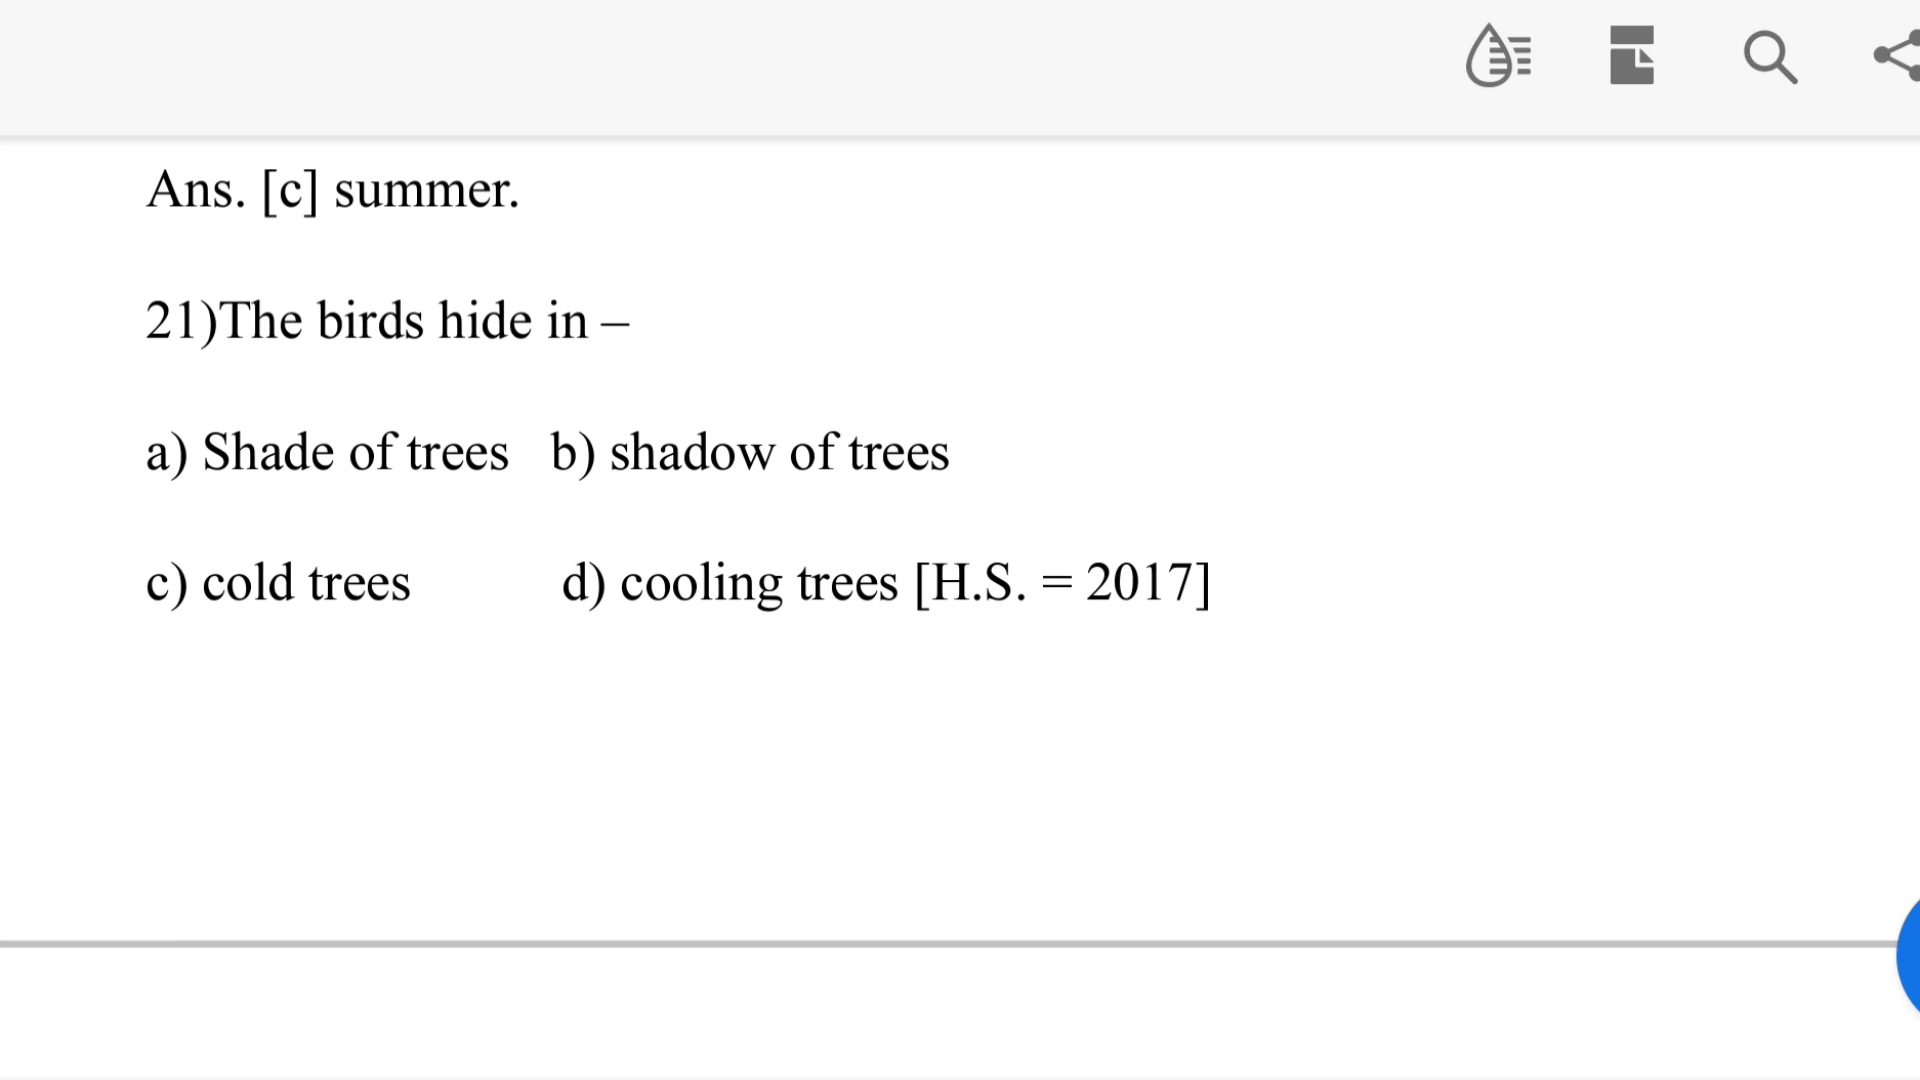 Ans. [c] summer.
21)The birds hide in –
a) Shade of trees b) shadow of trees
c) cold trees d) cooling trees [H.S. = 2017]